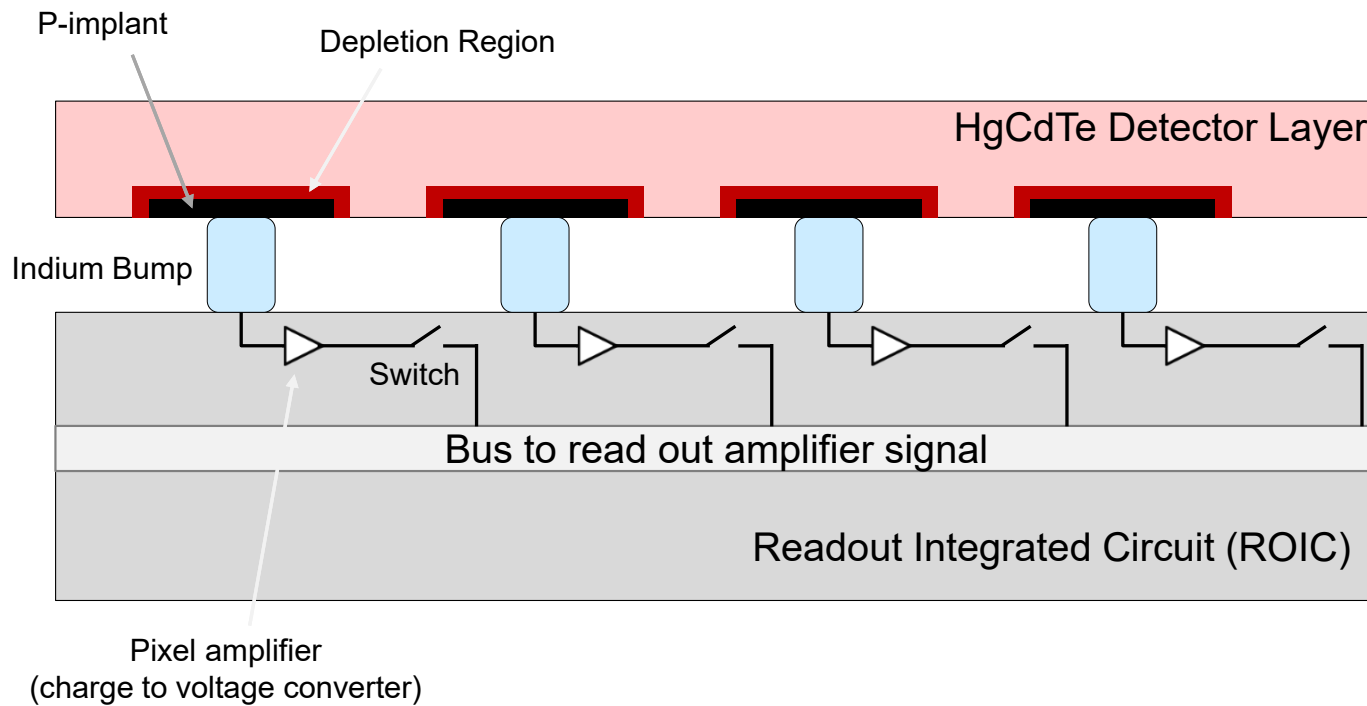 P-implant
Depletion Region
HgCdTe Detector Layer
Indium Bump
Switch
Bus to read out amplifier signal
Readout Integrated Circuit (ROIC)
Pixel amplifier
(charge to voltage converter)